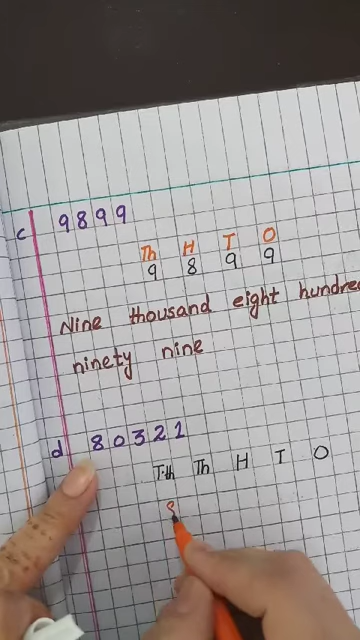 c 9899
Th H T O
9 8 9 9
Nine thousand eight hundred
ninety nine
d 80321
T.th Th H T O